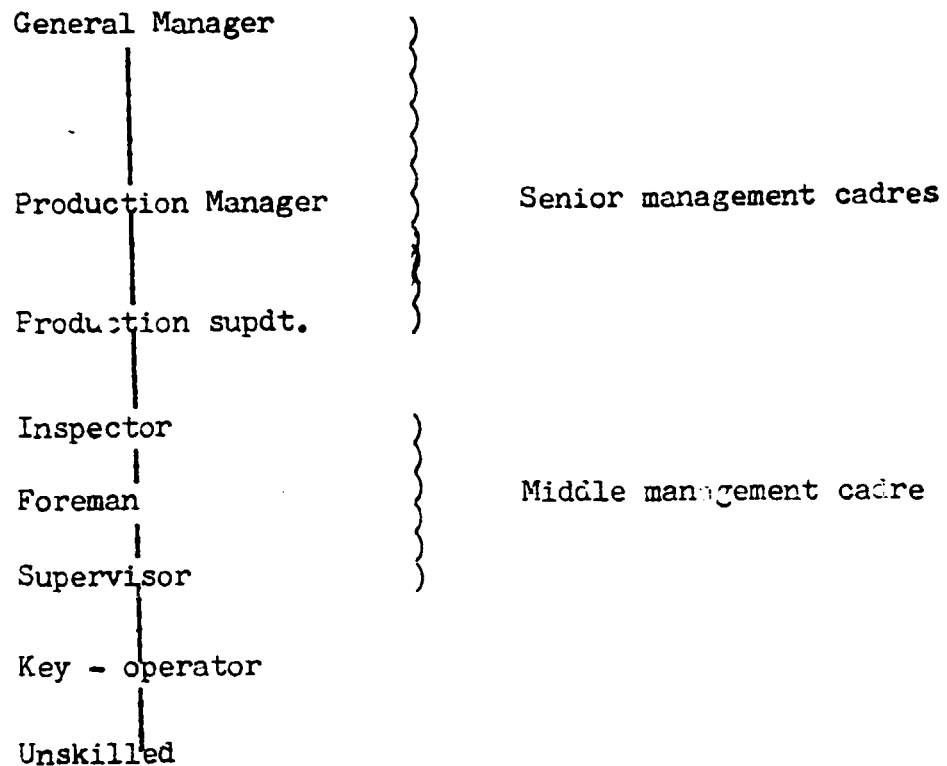 General Manager
Production Manager
Senior management cadres
Production supdt.
Inspector
Foreman
Middle management cadre
Supervisor
Key - operator
Unskilled